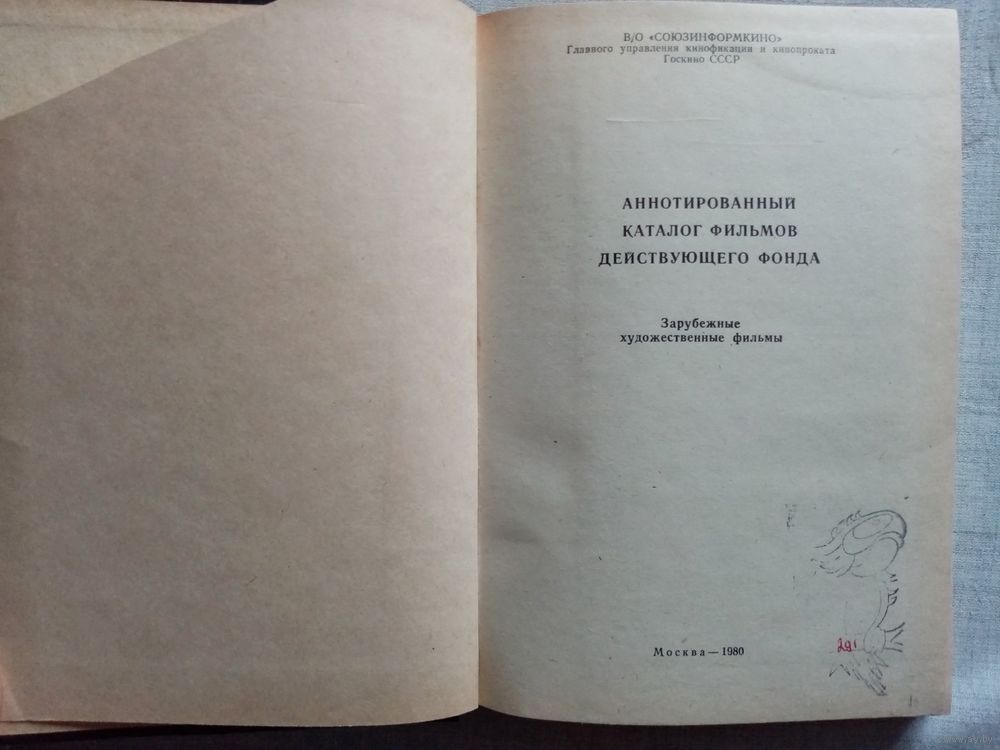 В/О «СОЮЗИНФОРМКИНО»
Главного управления кинофикации и кинопроката
Госкино СССР
АННОТИРОВАННЫЙ
КАТАЛОГ ФИЛЬМОВ
ДЕЙСТВУЮЩЕГО ФОНДА
Зарубежные
художественные фильмы
Москва — 1980